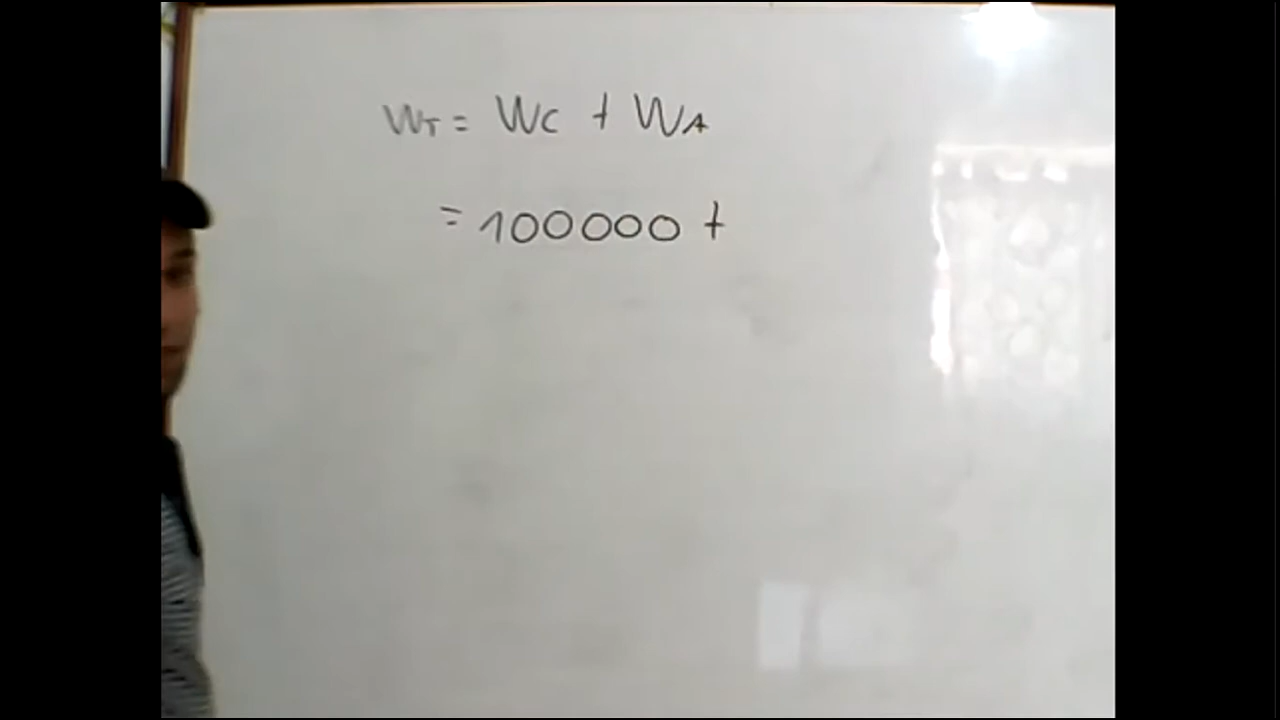 WT = WC + WA
= 100000 +